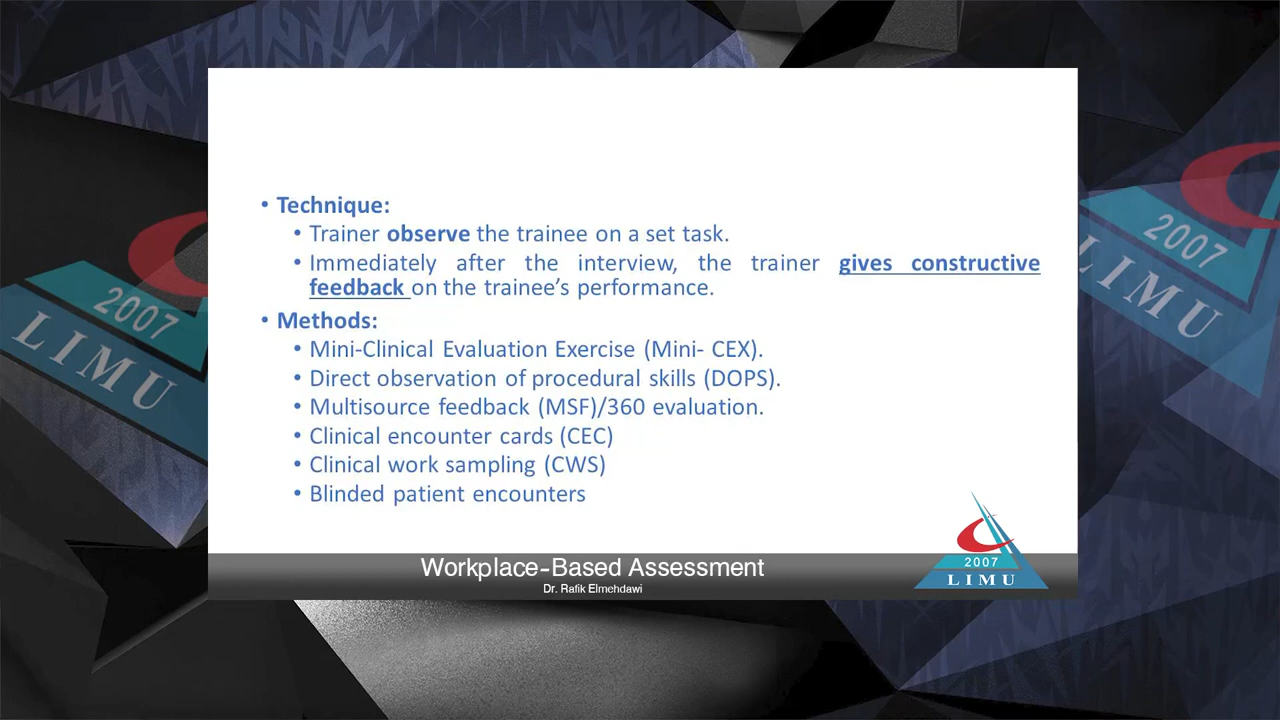 • Technique:
• Trainer observe the trainee on a set task.
• Immediately after the interview, the trainer gives constructive
feedback on the trainee's performance.
• Methods:
• Mini-Clinical Evaluation Exercise (Mini- CEX).
• Direct observation of procedural skills (DOPS).
• Multisource feedback (MSF)/360 evaluation.
• Clinical encounter cards (CEC)
• Clinical work sampling (CWS)
• Blinded patient encounters
Workplace-Based Assessment
Dr. Rafik Elmehdawi
2007
LIMU
2007
LIMU
2007
LIMU